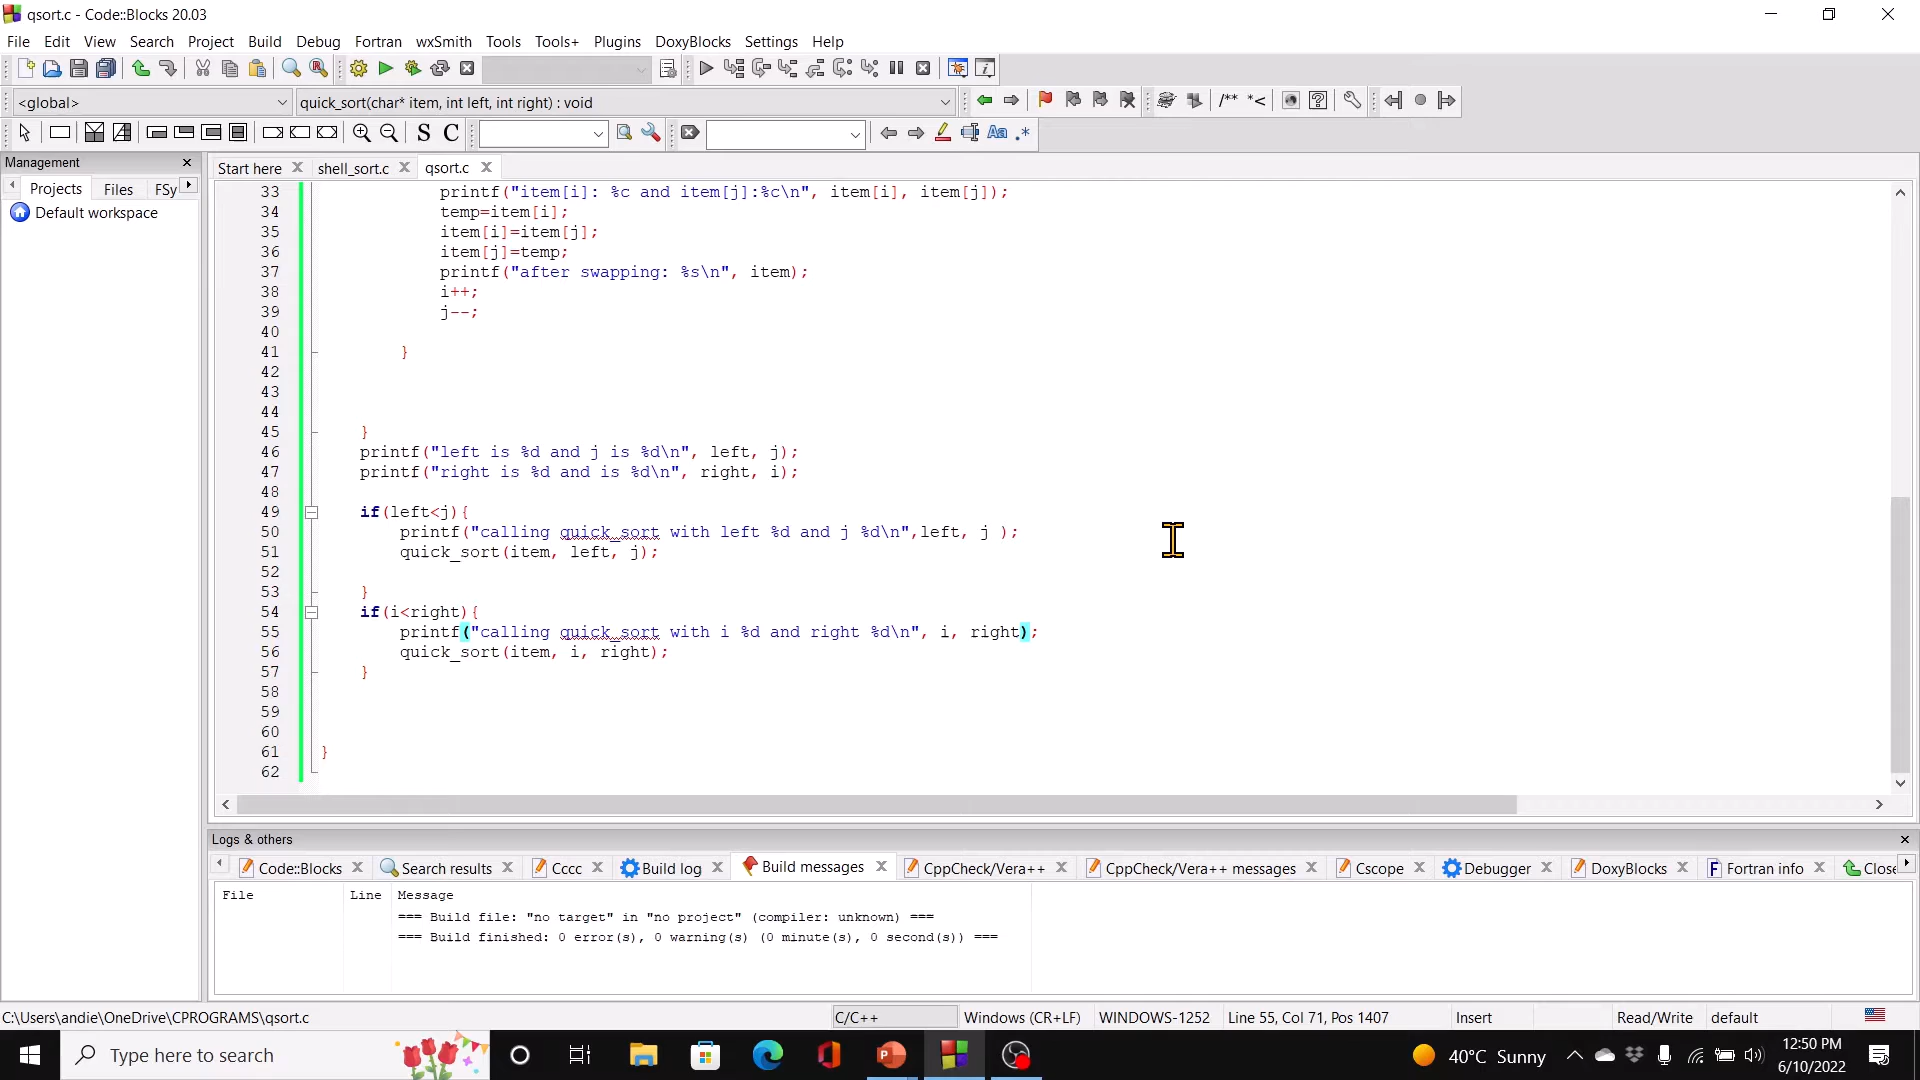 qsort.c - Code::Blocks 20.03
File Edit View Search Project Build Debug Fortran wxSmith Tools Tools+ Plugins DoxyBlocks Settings Help
<global> quick_sort(char* item, int left, int right) : void /** *<
S C Aa .*
Management
Start here shell_sort.c qsort.c
Projects Files FSy
Default workspace
33 printf("item[i]: %c and item[j]:%c\n", item[i], item[j]);
34 temp=item[i];
35 item[i]=item[j];
36 item[j]=temp;
37 printf("after swapping: %s\n", item);
38 i++;
39 j--;
40
41 }
42
43
44
45 }
46 printf("left is %d and j is %d\n", left, j);
47 printf("right is %d and is %d\n", right, i);
48
49 if(left<j){
50 printf("calling quick_sort with left %d and j %d\n",left, j );
51 quick_sort(item, left, j);
52
53 }
54 if(i<right){
55 printf("calling quick_sort with i %d and right %d\n", i, right);
56 quick_sort(item, i, right);
57 }
58
59
60
61 }
62
Logs & others
Code::Blocks Search results Cccc Build log Build messages CppCheck/Vera++ CppCheck/Vera++ messages Cscope Debugger DoxyBlocks F Fortran info Close
File Line Message
=== Build file: "no target" in "no project" (compiler: unknown) ===
=== Build finished: 0 error(s), 0 warning(s) (0 minute(s), 0 second(s)) ===
C:\Users\andie\OneDrive\CPROGRAMS\qsort.c C/C++ Windows (CR+LF) WINDOWS-1252 Line 55, Col 71, Pos 1407 Insert Read/Write default
Type here to search 40°C Sunny 12:50 PM
6/10/2022